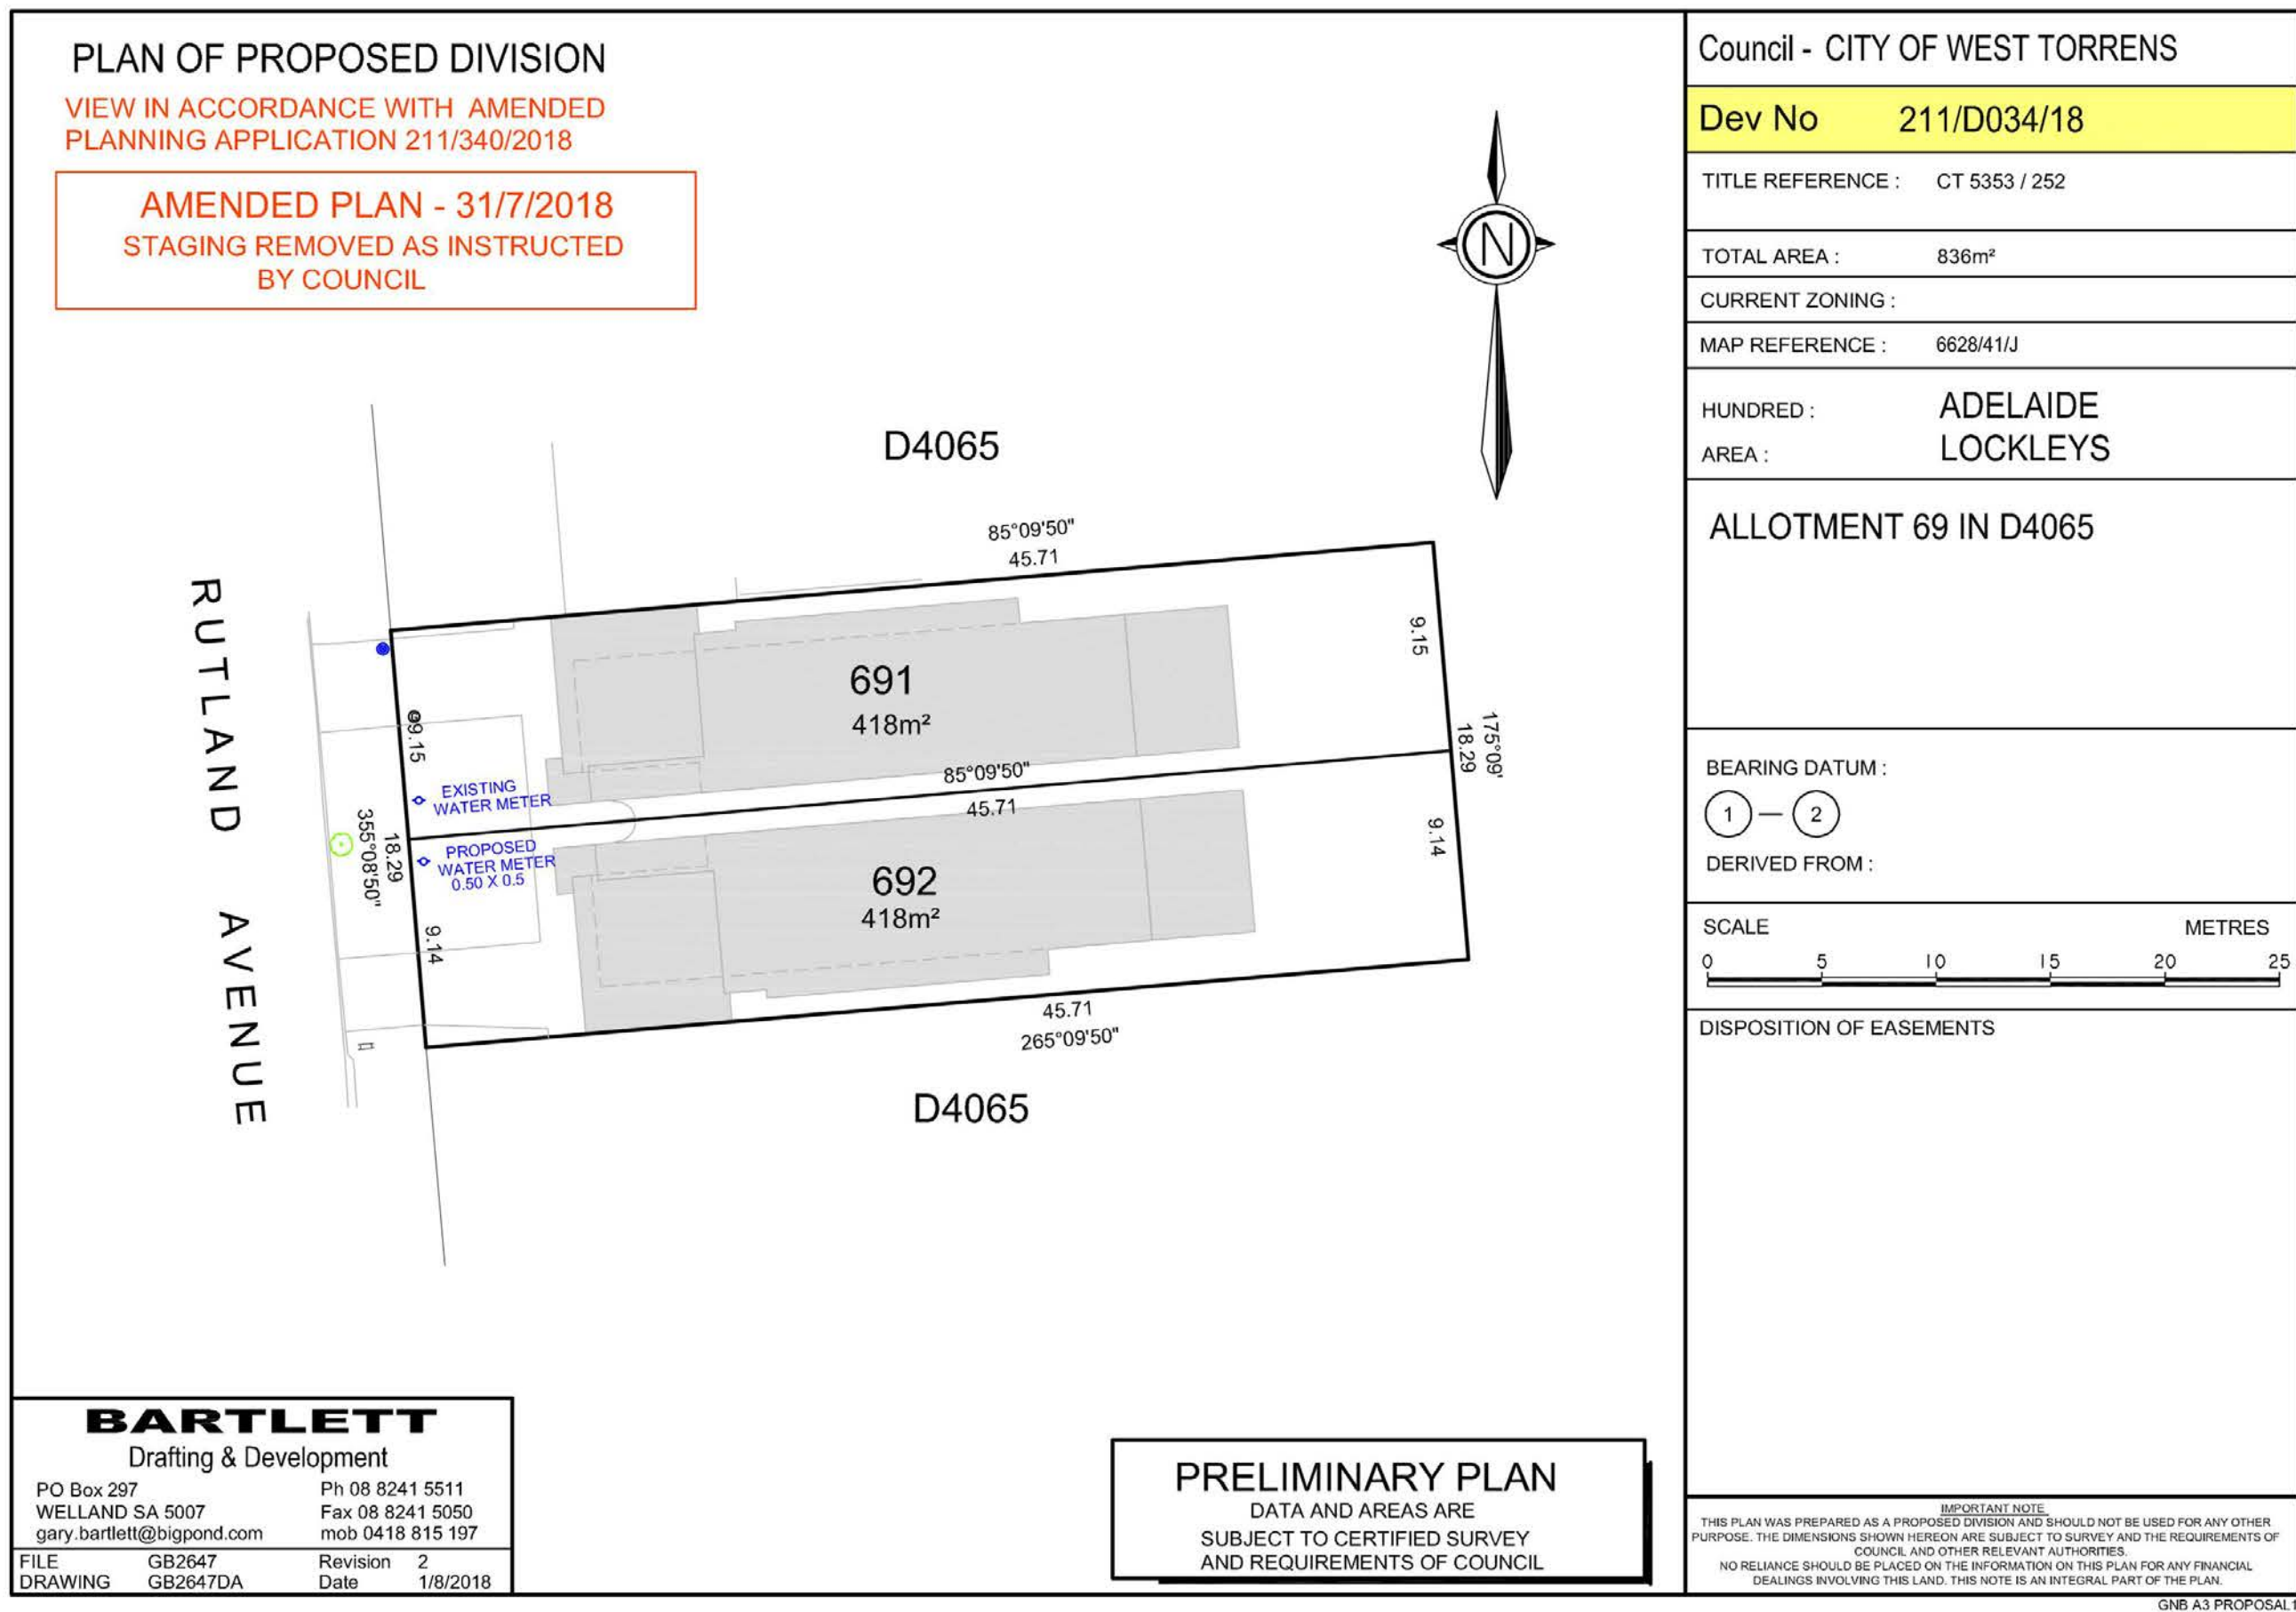 PLAN OF PROPOSED DIVISION
VIEW IN ACCORDANCE WITH AMENDED
PLANNING APPLICATION 211/340/2018
AMENDED PLAN - 31/7/2018
STAGING REMOVED AS INSTRUCTED
BY COUNCIL
N
D4065
85°09'50"
45.71
RUTLAND AVENUE
9.15
9.15
691
418m²
175°09'
18.29
EXISTING
WATER METER
85°09'50"
45.71
355°08'50"
18.29
PROPOSED
WATER METER
0.50 X 0.5
9.14
9.14
692
418m²
45.71
265°09'50"
D4065
BARTLETT
Drafting & Development
PO Box 297 Ph 08 8241 5511
WELLAND SA 5007 Fax 08 8241 5050
gary.bartlett@bigpond.com mob 0418 815 197
FILE GB2647 Revision 2
DRAWING GB2647DA Date 1/8/2018
PRELIMINARY PLAN
DATA AND AREAS ARE
SUBJECT TO CERTIFIED SURVEY
AND REQUIREMENTS OF COUNCIL
Council - CITY OF WEST TORRENS
Dev No 211/D034/18
TITLE REFERENCE : CT 5353 / 252
TOTAL AREA : 836m²
CURRENT ZONING :
MAP REFERENCE : 6628/41/J
HUNDRED : ADELAIDE
AREA : LOCKLEYS
ALLOTMENT 69 IN D4065
BEARING DATUM :
1 — 2
DERIVED FROM :
SCALE METRES
0 5 10 15 20 25
DISPOSITION OF EASEMENTS
IMPORTANT NOTE
THIS PLAN WAS PREPARED AS A PROPOSED DIVISION AND SHOULD NOT BE USED FOR ANY OTHER
PURPOSE. THE DIMENSIONS SHOWN HEREON ARE SUBJECT TO SURVEY AND THE REQUIREMENTS OF
COUNCIL AND OTHER RELEVANT AUTHORITIES.
NO RELIANCE SHOULD BE PLACED ON THE INFORMATION ON THIS PLAN FOR ANY FINANCIAL
DEALINGS INVOLVING THIS LAND. THIS NOTE IS AN INTEGRAL PART OF THE PLAN.
GNB A3 PROPOSAL